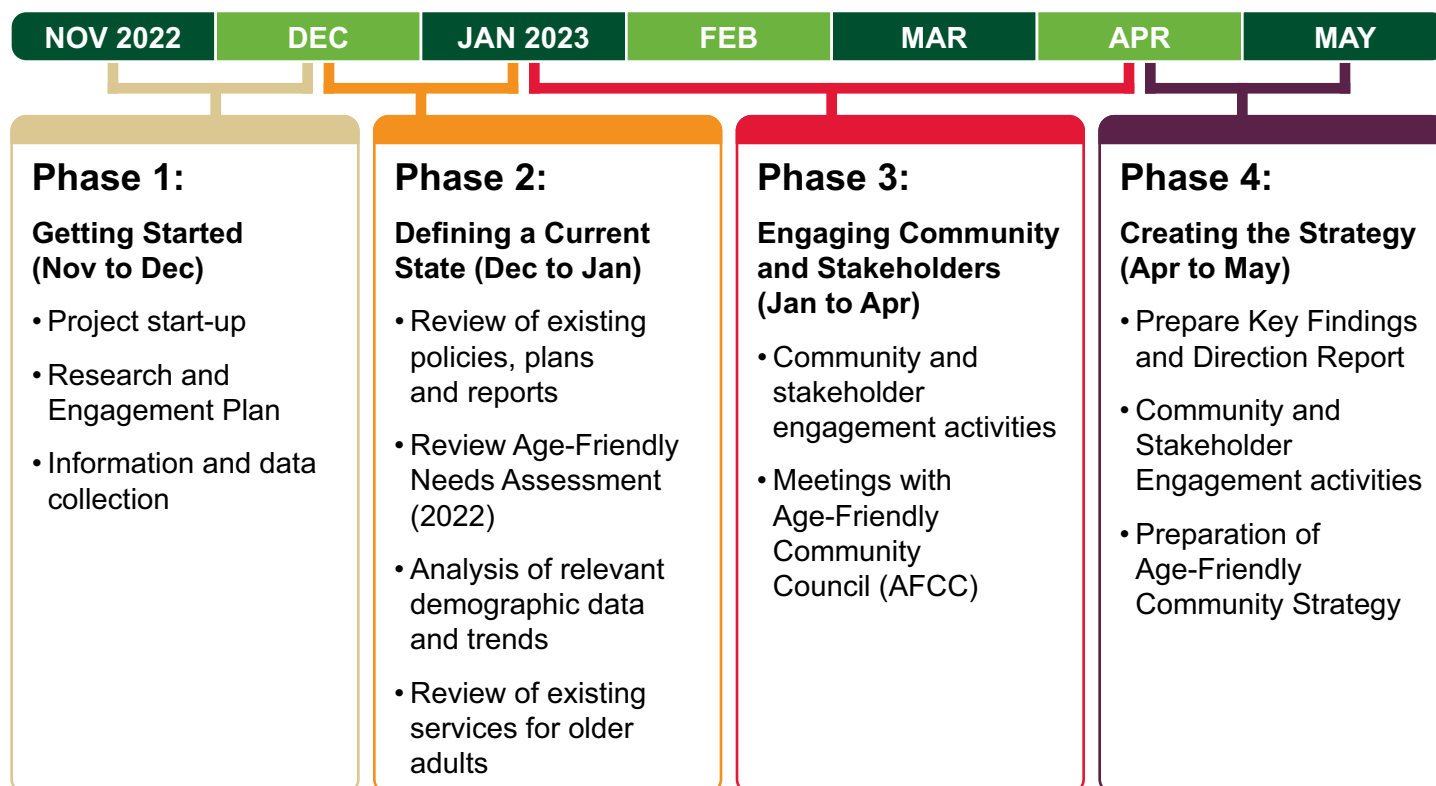 NOV 2022 DEC JAN 2023 FEB MAR APR MAY
Phase 1:
Getting Started
(Nov to Dec)
• Project start-up
• Research and
Engagement Plan
• Information and data
collection
Phase 2:
Defining a Current
State (Dec to Jan)
• Review of existing
policies, plans
and reports
• Review Age-Friendly
Needs Assessment
(2022)
• Analysis of relevant
demographic data
and trends
• Review of existing
services for older
adults
Phase 3:
Engaging Community
and Stakeholders
(Jan to Apr)
• Community and
stakeholder
engagement activities
• Meetings with
Age-Friendly
Community
Council (AFCC)
Phase 4:
Creating the Strategy
(Apr to May)
• Prepare Key Findings
and Direction Report
• Community and
Stakeholder
Engagement activities
• Preparation of
Age-Friendly
Community Strategy